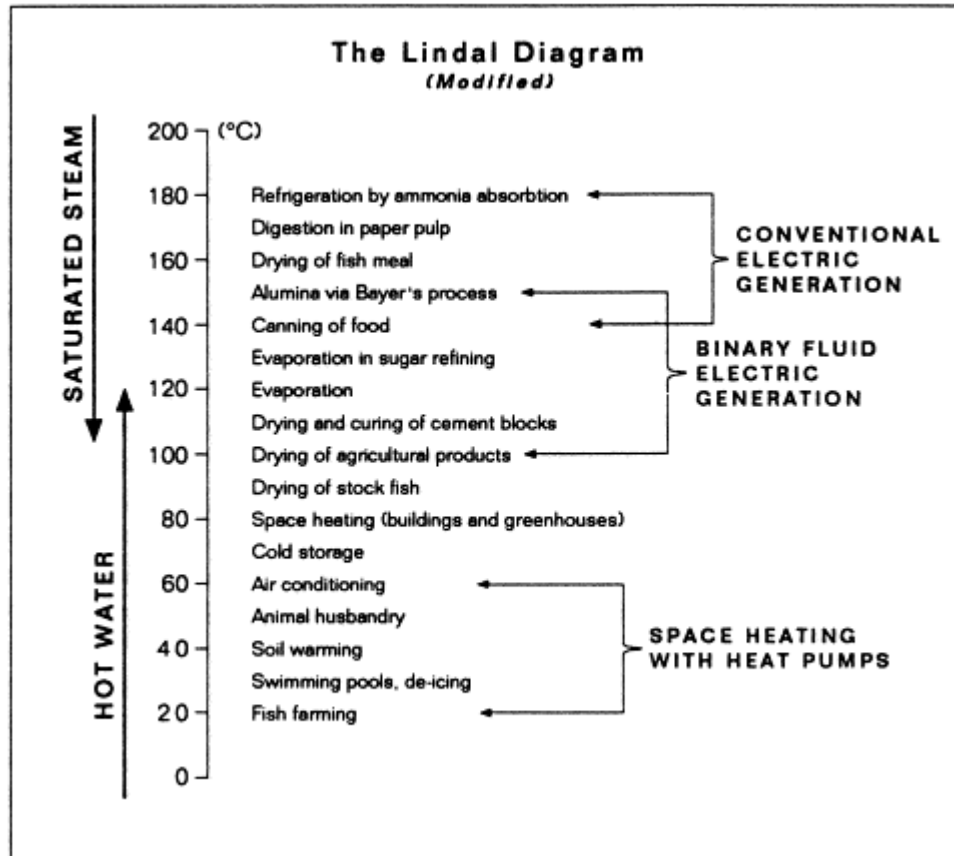 The Lindal Diagram
(Modified)
SATURATED STEAM
HOT WATER
200 (°C)
180 Refrigeration by ammonia absorbtion
Digestion in paper pulp
160 Drying of fish meal
Alumina via Bayer's process
140 Canning of food
Evaporation in sugar refining
120 Evaporation
Drying and curing of cement blocks
100 Drying of agricultural products
Drying of stock fish
80 Space heating (buildings and greenhouses)
Cold storage
60 Air conditioning
Animal husbandry
40 Soil warming
Swimming pools, de-icing
20 Fish farming
0
CONVENTIONAL
ELECTRIC
GENERATION
BINARY FLUID
ELECTRIC
GENERATION
SPACE HEATING
WITH HEAT PUMPS